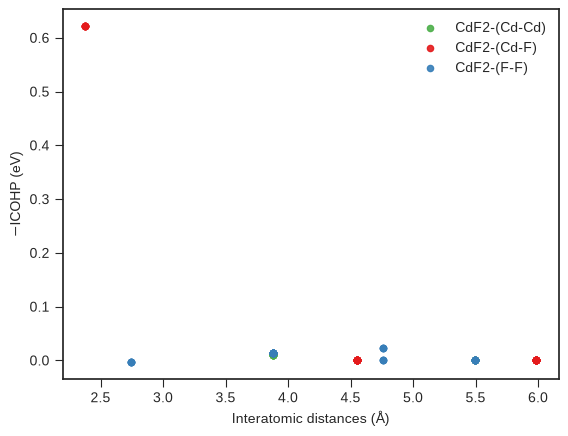 CdF2-(Cd-Cd)
CdF2-(Cd-F)
CdF2-(F-F)
0.6
0.5
0.4
0.3
0.2
0.1
0.0
−ICOHP (eV)
2.5 3.0 3.5 4.0 4.5 5.0 5.5 6.0
Interatomic distances (Å)